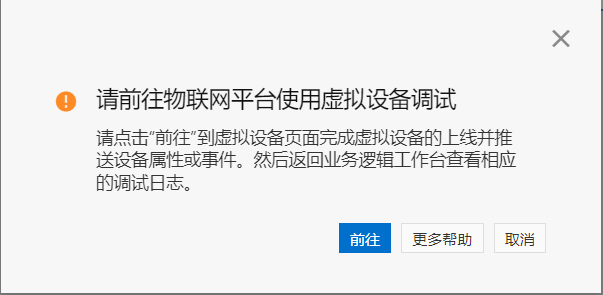 请前往物联网平台使用虚拟设备调试
请点击“前往”到虚拟设备页面完成虚拟设备的上线并推
送设备属性或事件。然后返回业务逻辑工作台查看相应
的调试日志。
前往 更多帮助 取消